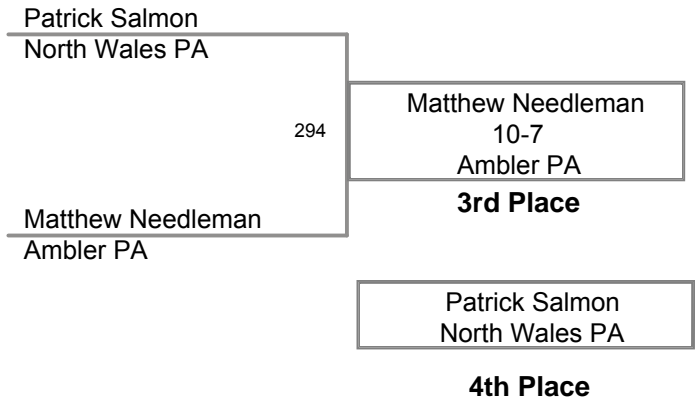 Patrick Salmon
North Wales PA
294
Matthew Needleman
10-7
Ambler PA
3rd Place
Matthew Needleman
Ambler PA
Patrick Salmon
North Wales PA
4th Place